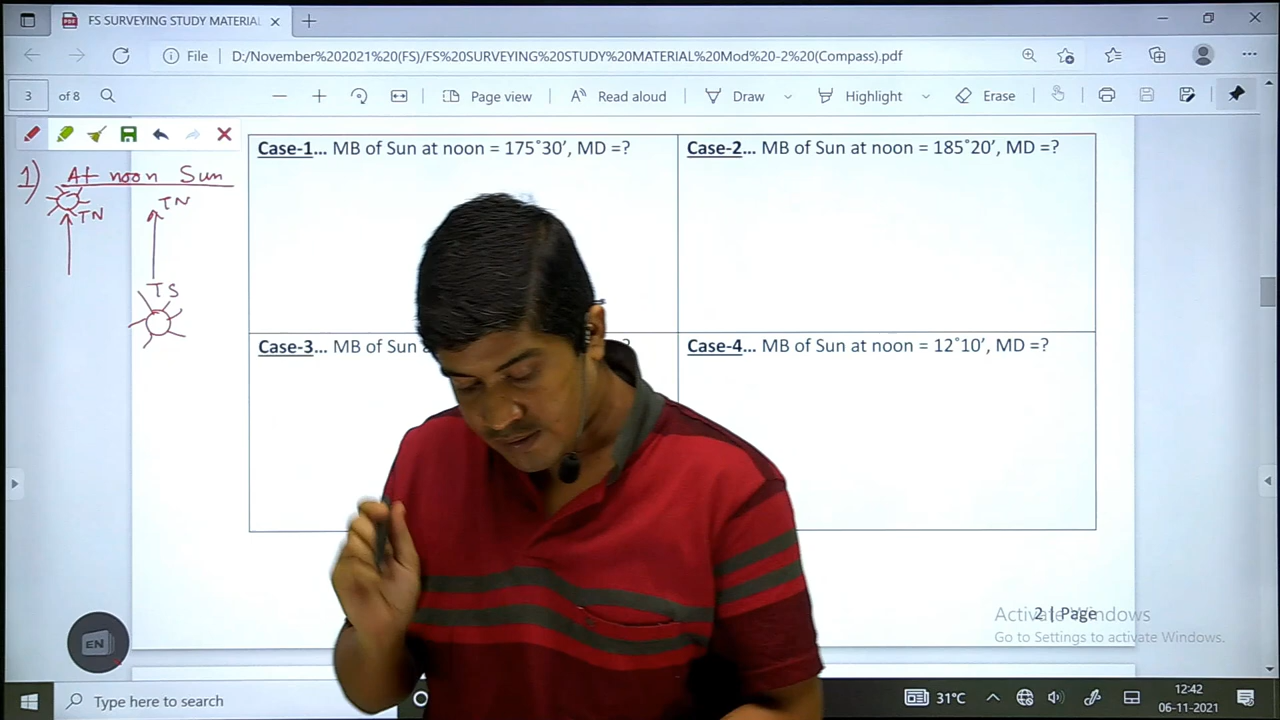 FS SURVEYING STUDY MATERIAL
File
D:/November%202021%20(FS)/FS%20SURVEYING%20STUDY%20MATERIAL%20Mod%20-2%20(Compass).pdf
3 of 8
Page view
Read aloud
Draw
Highlight
Erase
1) At noon Sun
TN
TN
TS
Case-1... MB of Sun at noon = 175˚30’, MD =?
Case-2... MB of Sun at noon = 185˚20’, MD =?
Case-3... MB of Sun ?
Case-4... MB of Sun at noon = 12˚10’, MD =?
2 | Page
Activate Windows
Go to Settings to activate Windows.
EN
Type here to search
31°C
12:42
06-11-2021